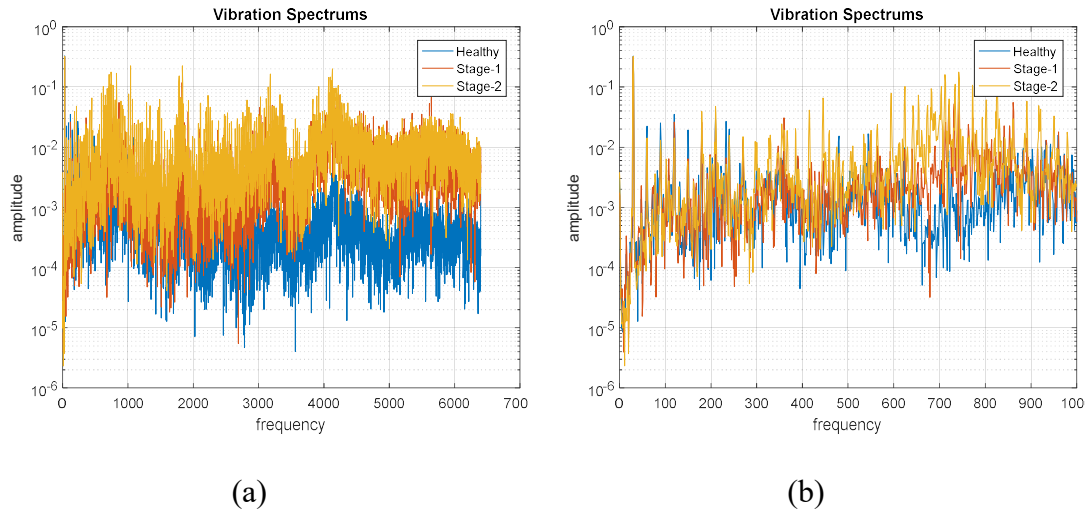 Vibration Spectrums
10^0
10^-1
10^-2
10^-3
10^-4
10^-5
10^-6
amplitude
Healthy
Stage-1
Stage-2
0 1000 2000 3000 4000 5000 6000 700
frequency
(a)
Vibration Spectrums
10^0
10^-1
10^-2
10^-3
10^-4
10^-5
10^-6
amplitude
Healthy
Stage-1
Stage-2
0 100 200 300 400 500 600 700 800 900 100
frequency
(b)